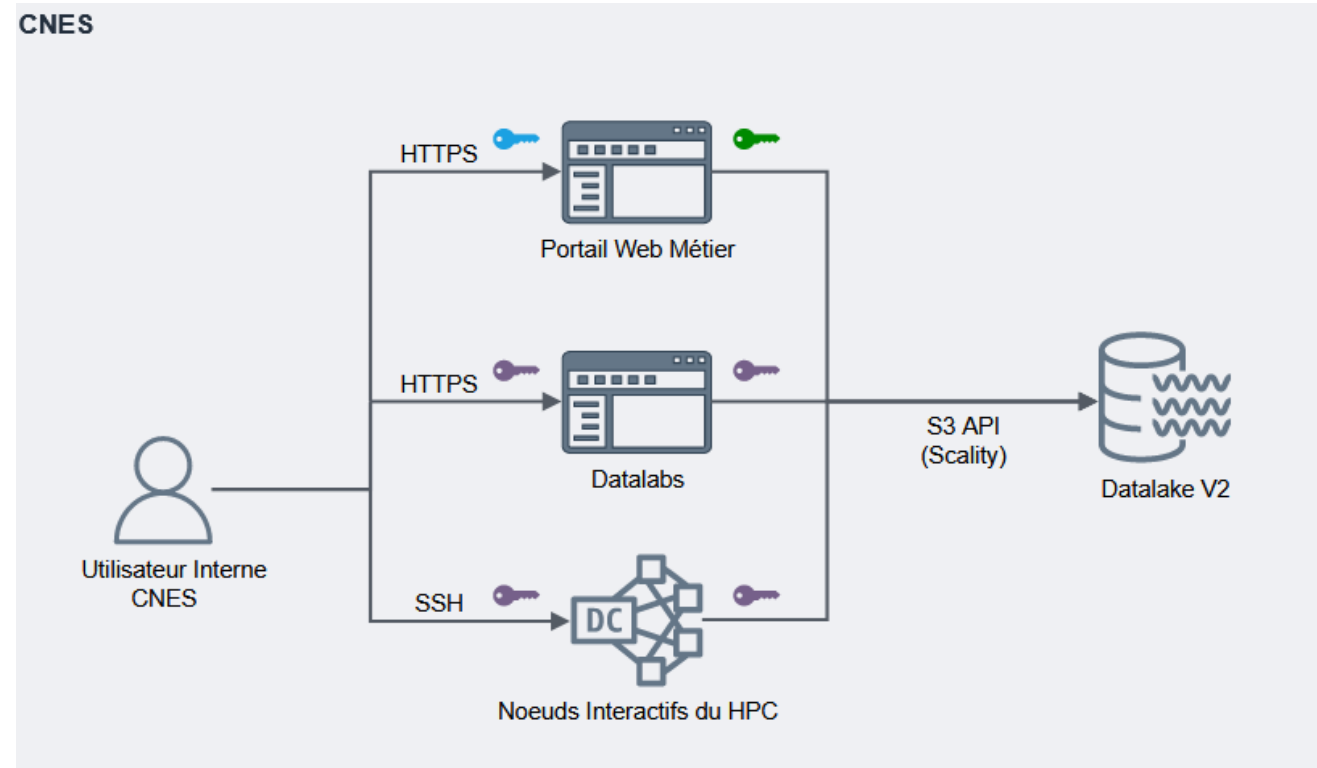 CNES
HTTPS
Portail Web Métier
HTTPS
Datalabs
S3 API
(Scality)
Datalake V2
Utilisateur Interne
CNES
SSH
DC
Noeuds Interactifs du HPC